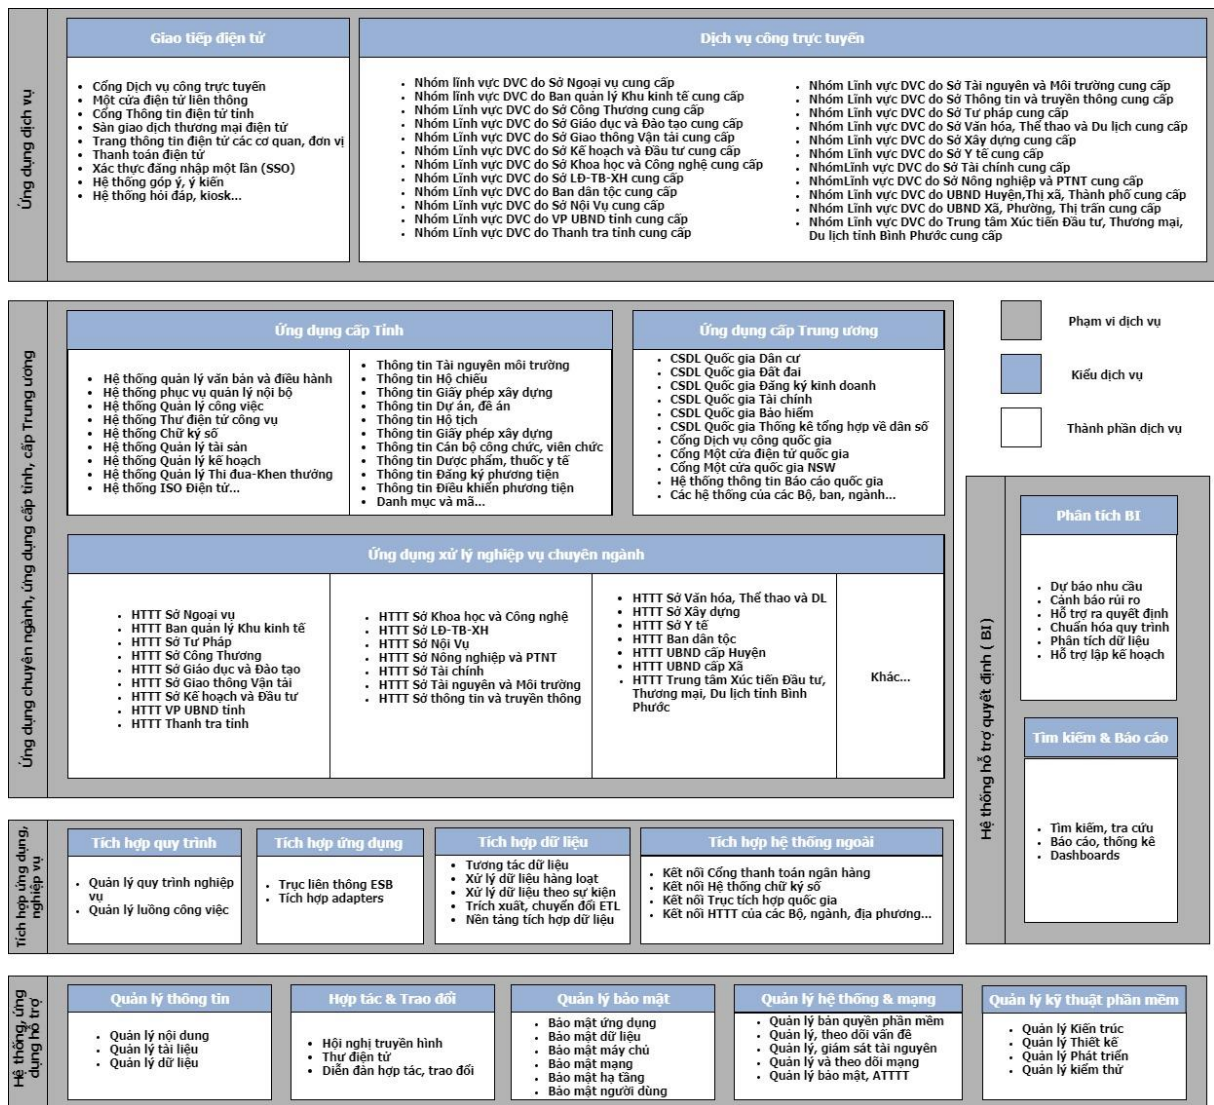 Ứng dụng dịch vụ
Giao tiếp điện tử
• Cổng Dịch vụ công trực tuyến
• Một cửa điện tử liên thông
• Cổng Thông tin điện tử tỉnh
• Sàn giao dịch thương mại điện tử
• Trang thông tin điện tử các cơ quan, đơn vị
• Thanh toán điện tử
• Xác thực đăng nhập một lần (SSO)
• Hệ thống góp ý, ý kiến
• Hệ thống hỏi đáp, kiosk...
Dịch vụ công trực tuyến
• Nhóm lĩnh vực DVC do Sở Ngoại vụ cung cấp
• Nhóm lĩnh vực DVC do Ban quản lý Khu kinh tế cung cấp
• Nhóm Lĩnh vực DVC do Sở Công Thương cung cấp
• Nhóm Lĩnh vực DVC do Sở Giáo dục và Đào tạo cung cấp
• Nhóm Lĩnh vực DVC do Sở Giao thông Vận tải cung cấp
• Nhóm Lĩnh vực DVC do Sở Kế hoạch và Đầu tư cung cấp
• Nhóm Lĩnh vực DVC do Sở Khoa học và Công nghệ cung cấp
• Nhóm Lĩnh vực DVC do Sở LĐ-TB-XH cung cấp
• Nhóm Lĩnh vực DVC do Ban dân tộc cung cấp
• Nhóm Lĩnh vực DVC do Sở Nội Vụ cung cấp
• Nhóm Lĩnh vực DVC do VP UBND tỉnh cung cấp
• Nhóm Lĩnh vực DVC do Thanh tra tỉnh cung cấp
• Nhóm Lĩnh vực DVC do Sở Tài nguyên và Môi trường cung cấp
• Nhóm Lĩnh vực DVC do Sở Thông tin và truyền thông cung cấp
• Nhóm Lĩnh vực DVC do Sở Tư pháp cung cấp
• Nhóm Lĩnh vực DVC do Sở Văn hóa, Thể thao và Du lịch cung cấp
• Nhóm Lĩnh vực DVC do Sở Xây dựng cung cấp
• Nhóm Lĩnh vực DVC do Sở Y tế cung cấp
• NhómLĩnh vực DVC do Sở Tài chính cung cấp
• NhómLĩnh vực DVC do Sở Nông nghiệp và PTNT cung cấp
• Nhóm Lĩnh vực DVC do UBND Huyện,Thị xã, Thành phố cung cấp
• Nhóm Lĩnh vực DVC do UBND Xã, Phường, Thị trấn cung cấp
• Nhóm Lĩnh vực DVC do Trung tâm Xúc tiến Đầu tư, Thương mại,
Du lịch tỉnh Bình Phước cung cấp
Ứng dụng chuyên ngành, ứng dụng cấp tỉnh, cấp Trung ương
Ứng dụng cấp Tỉnh
• Hệ thống quản lý văn bản và điều hành
• Hệ thống phục vụ quản lý nội bộ
• Hệ thống Quản lý công việc
• Hệ thống Thư điện tử công vụ
• Hệ thống Chữ ký số
• Hệ thống Quản lý tài sản
• Hệ thống Quản lý kế hoạch
• Hệ thống Quản lý Thi đua-Khen thưởng
• Hệ thống ISO Điện tử...
• Thông tin Tài nguyên môi trường
• Thông tin Hộ chiếu
• Thông tin Giấy phép xây dựng
• Thông tin Dự án, đề án
• Thông tin Hộ tịch
• Thông tin Giấy phép xây dựng
• Thông tin Cán bộ công chức, viên chức
• Thông tin Dược phẩm, thuốc y tế
• Thông tin Đăng ký phương tiện
• Thông tin Điều khiển phương tiện
• Danh mục và mã...
Ứng dụng cấp Trung ương
• CSDL Quốc gia Dân cư
• CSDL Quốc gia Đất đai
• CSDL Quốc gia Đăng ký kinh doanh
• CSDL Quốc gia Tài chính
• CSDL Quốc gia Bảo hiểm
• CSDL Quốc gia Thống kê tổng hợp về dân số
• Cổng Dịch vụ công quốc gia
• Cổng Một cửa điện tử quốc gia
• Cổng Một cửa quốc gia NSW
• Hệ thống thông tin Báo cáo quốc gia
• Các hệ thống của các Bộ, ban, ngành...
Phạm vi dịch vụ
Kiểu dịch vụ
Thành phần dịch vụ
Ứng dụng xử lý nghiệp vụ chuyên ngành
• HTTT Sở Ngoại vụ
• HTTT Ban quản lý Khu kinh tế
• HTTT Sở Tư Pháp
• HTTT Sở Công Thương
• HTTT Sở Giáo dục và Đào tạo
• HTTT Sở Giao thông Vận tải
• HTTT Sở Kế hoạch và Đầu tư
• HTTT VP UBND tỉnh
• HTTT Thanh tra tỉnh
• HTTT Sở Khoa học và Công nghệ
• HTTT Sở LĐ-TB-XH
• HTTT Sở Nội Vụ
• HTTT Sở Nông nghiệp và PTNT
• HTTT Sở Tài chính
• HTTT Sở Tài nguyên và Môi trường
• HTTT Sở thông tin và truyền thông
• HTTT Sở Văn hóa, Thể thao và DL
• HTTT Sở Xây dựng
• HTTT Sở Y tế
• HTTT Ban dân tộc
• HTTT UBND cấp Huyện
• HTTT UBND cấp Xã
• HTTT Trung tâm Xúc tiến Đầu tư,
Thương mại, Du lịch tỉnh Bình
Phước
Khác...
Hệ thống hỗ trợ quyết định ( BI)
Phân tích BI
• Dự báo nhu cầu
• Cảnh báo rủi ro
• Hỗ trợ ra quyết định
• Chuẩn hóa quy trình
• Phân tích dữ liệu
• Hỗ trợ lập kế hoạch
Tìm kiếm & Báo cáo
• Tìm kiếm, tra cứu
• Báo cáo, thống kê
• Dashboards
Tích hợp ứng dụng,
nghiệp vụ
Tích hợp quy trình
• Quản lý quy trình nghiệp
vụ
• Quản lý luồng công việc
Tích hợp ứng dụng
• Trục liên thông ESB
• Tích hợp adapters
Tích hợp dữ liệu
• Tương tác dữ liệu
• Xử lý dữ liệu hàng loạt
• Xử lý dữ liệu theo sự kiện
• Trích xuất, chuyển đổi ETL
• Nền tảng tích hợp dữ liệu
Tích hợp hệ thống ngoài
• Kết nối Cổng thanh toán ngân hàng
• Kết nối Hệ thống chữ ký số
• Kết nối Trục tích hợp quốc gia
• Kết nối HTTT của các Bộ, ngành, địa phương...
Hệ thống, ứng
dụng hỗ trợ
Quản lý thông tin
• Quản lý nội dung
• Quản lý tài liệu
• Quản lý dữ liệu
Hợp tác & Trao đổi
• Hội nghị truyền hình
• Thư điện tử
• Diễn đàn hợp tác, trao đổi
Quản lý bảo mật
• Bảo mật ứng dụng
• Bảo mật dữ liệu
• Bảo mật máy chủ
• Bảo mật mạng
• Bảo mật hạ tầng
• Bảo mật người dùng
Quản lý hệ thống & mạng
• Quản lý bản quyền phần mềm
• Quản lý, theo dõi vấn đề
• Quản lý, giám sát tài nguyên
• Quản lý và theo dõi mạng
• Quản lý bảo mật, ATTTT
Quản lý kỹ thuật phần mềm
• Quản lý Kiến trúc
• Quản lý Thiết kế
• Quản lý Phát triển
• Quản lý kiểm thử